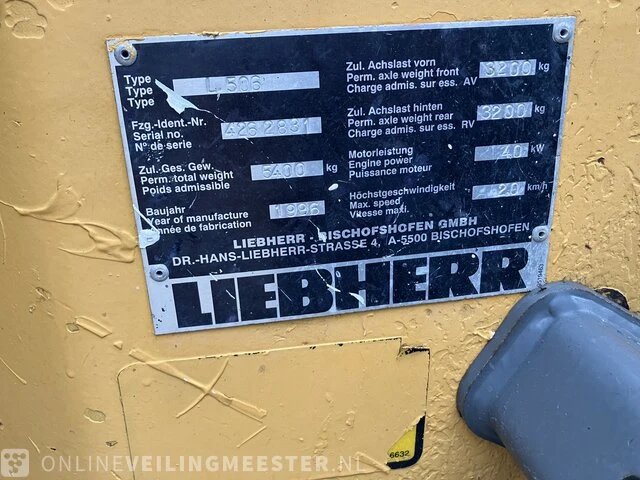 Type
Type L 506
Type
Fzg.-Ident.-Nr.
Serial no. 4262831
N° de serie
Zul.-Ges. Gew.
Perm. total weight 5400 kg
Poids admissible
Baujahr
Year of manufacture 1996
Année de fabrication
Zul. Achslast vorn
Perm. axle weight front 3200 kg
Charge admis. sur ess. AV
Zul. Achslast hinten
Perm. axle weight rear 3200 kg
Charge admis. sur ess. RV
Motorleistung
Engine power 40 kW
Puissance moteur
Höchstgeschwindigkeit
Max. speed 20 km/h
Vitesse maxi.
LIEBHERR - BISCHOFSHOFEN GMBH
DR.-HANS-LIEBHERR-STRASSE 4, A-5500 BISCHOFSHOFEN
LIEBHERR
6632
ONLINEVEILINGMEESTER.NL